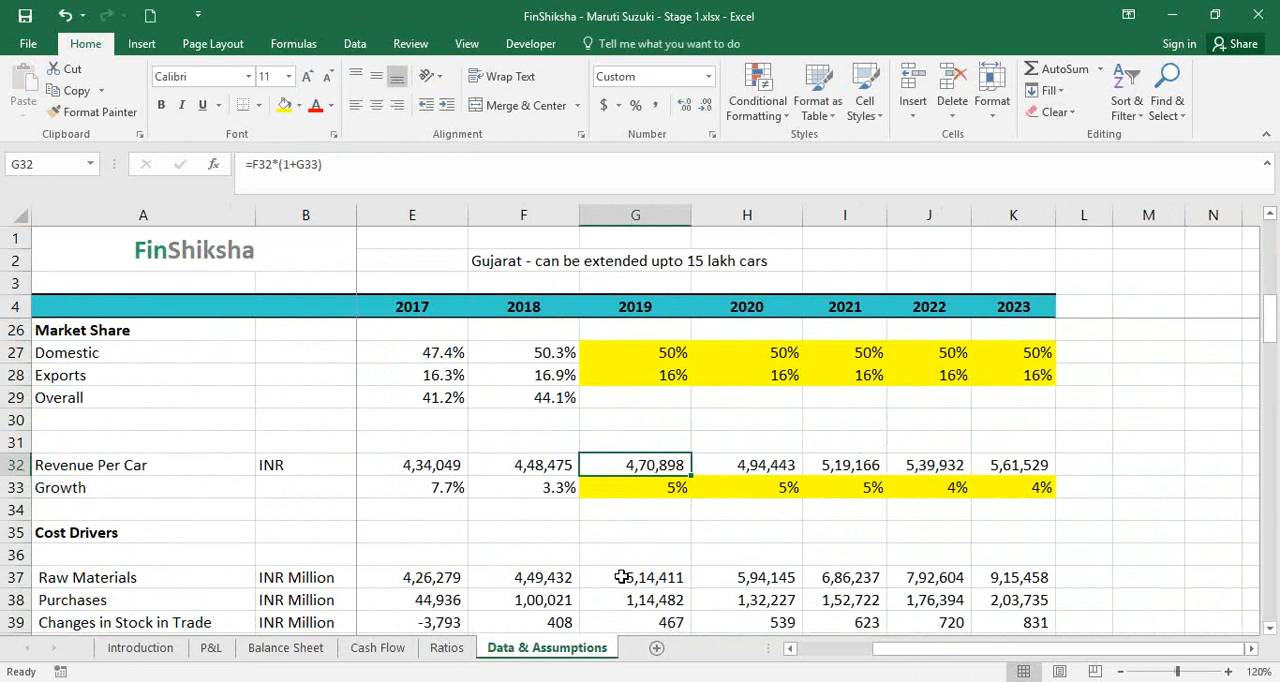 FinShiksha - Maruti Suzuki - Stage 1.xlsx - Excel
File Home Insert Page Layout Formulas Data Review View Developer Tell me what you want to do Sign in Share
Paste Cut Copy Format Painter Clipboard
Calibri 11 A A B I U A Font
Wrap Text Merge & Center Alignment
Custom $ % , Number
Conditional Formatting Format as Table Cell Styles Styles
Insert Delete Format Cells
AutoSum Fill Clear Sort & Filter Find & Select Editing
G32 fx =F32*(1+G33)
A B E F G H I J K L M N
1 FinShiksha
2 Gujarat - can be extended upto 15 lakh cars
3
4 2017 2018 2019 2020 2021 2022 2023
26 Market Share
27 Domestic 47.4% 50.3% 50% 50% 50% 50% 50%
28 Exports 16.3% 16.9% 16% 16% 16% 16% 16%
29 Overall 41.2% 44.1%
30
31
32 Revenue Per Car INR 4,34,049 4,48,475 4,70,898 4,94,443 5,19,166 5,39,932 5,61,529
33 Growth 7.7% 3.3% 5% 5% 5% 4% 4%
34
35 Cost Drivers
36
37 Raw Materials INR Million 4,26,279 4,49,432 5,14,411 5,94,145 6,86,237 7,92,604 9,15,458
38 Purchases INR Million 44,936 1,00,021 1,14,482 1,32,227 1,52,722 1,76,394 2,03,735
39 Changes in Stock in Trade INR Million -3,793 408 467 539 623 720 831
Introduction P&L Balance Sheet Cash Flow Ratios Data & Assumptions
Ready 120%